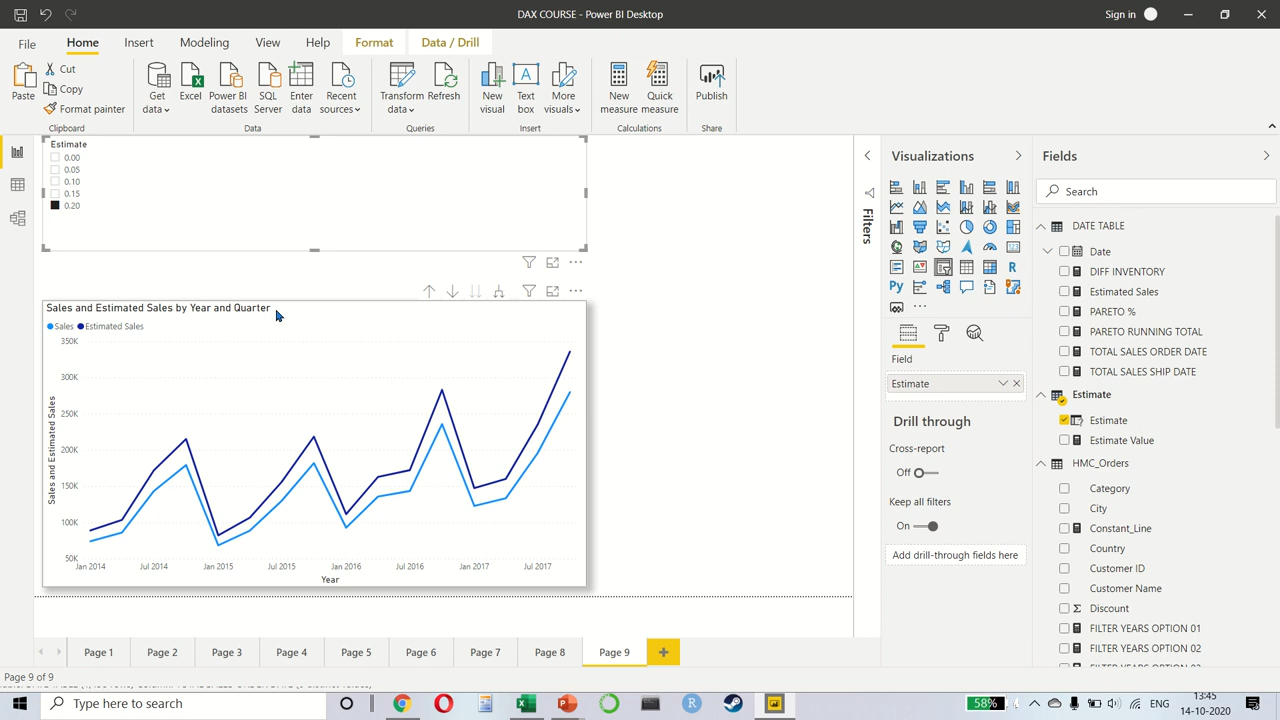 DAX COURSE - Power BI Desktop
Sign in
File
Home
Insert
Modeling
View
Help
Format
Data / Drill
Paste
Cut
Copy
Format painter
Clipboard
Get data
Excel
Power BI datasets
SQL Server
Enter data
Recent sources
Data
Transform data
Refresh
Queries
New visual
Text box
More visuals
Insert
New measure
Quick measure
Calculations
Publish
Share
Estimate
0.00
0.05
0.10
0.15
0.20
Sales and Estimated Sales by Year and Quarter
Sales
Estimated Sales
Sales and Estimated Sales
350K
300K
250K
200K
150K
100K
50K
Jan 2014
Jul 2014
Jan 2015
Jul 2015
Jan 2016
Jul 2016
Jan 2017
Jul 2017
Year
Filters
Visualizations
R
Py
123
Field
Estimate
Drill through
Cross-report
Off
Keep all filters
On
Add drill-through fields here
Fields
Search
DATE TABLE
Date
DIFF INVENTORY
Estimated Sales
PARETO %
PARETO RUNNING TOTAL
TOTAL SALES ORDER DATE
TOTAL SALES SHIP DATE
Estimate
Estimate
Estimate Value
HMC_Orders
Category
City
Constant_Line
Country
Customer ID
Customer Name
Σ Discount
FILTER YEARS OPTION 01
FILTER YEARS OPTION 02
Page 1
Page 2
Page 3
Page 4
Page 5
Page 6
Page 7
Page 8
Page 9
Page 9 of 9
Type here to search
R
58%
ENG
13:45
14-10-2020